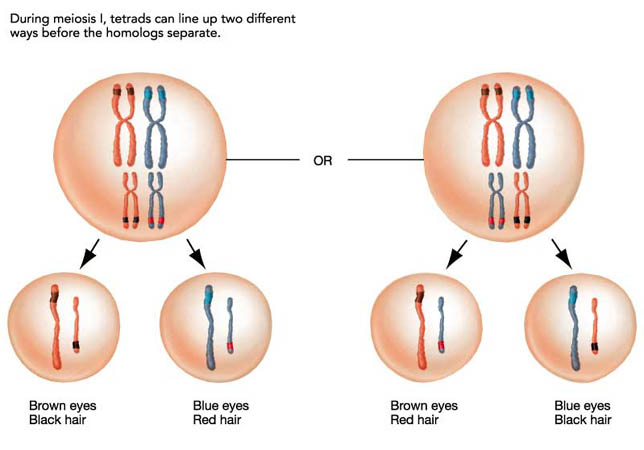 During meiosis I, tetrads can line up two different
ways before the homologs separate.
OR
Brown eyes
Black hair
Blue eyes
Red hair
Brown eyes
Red hair
Blue eyes
Black hair